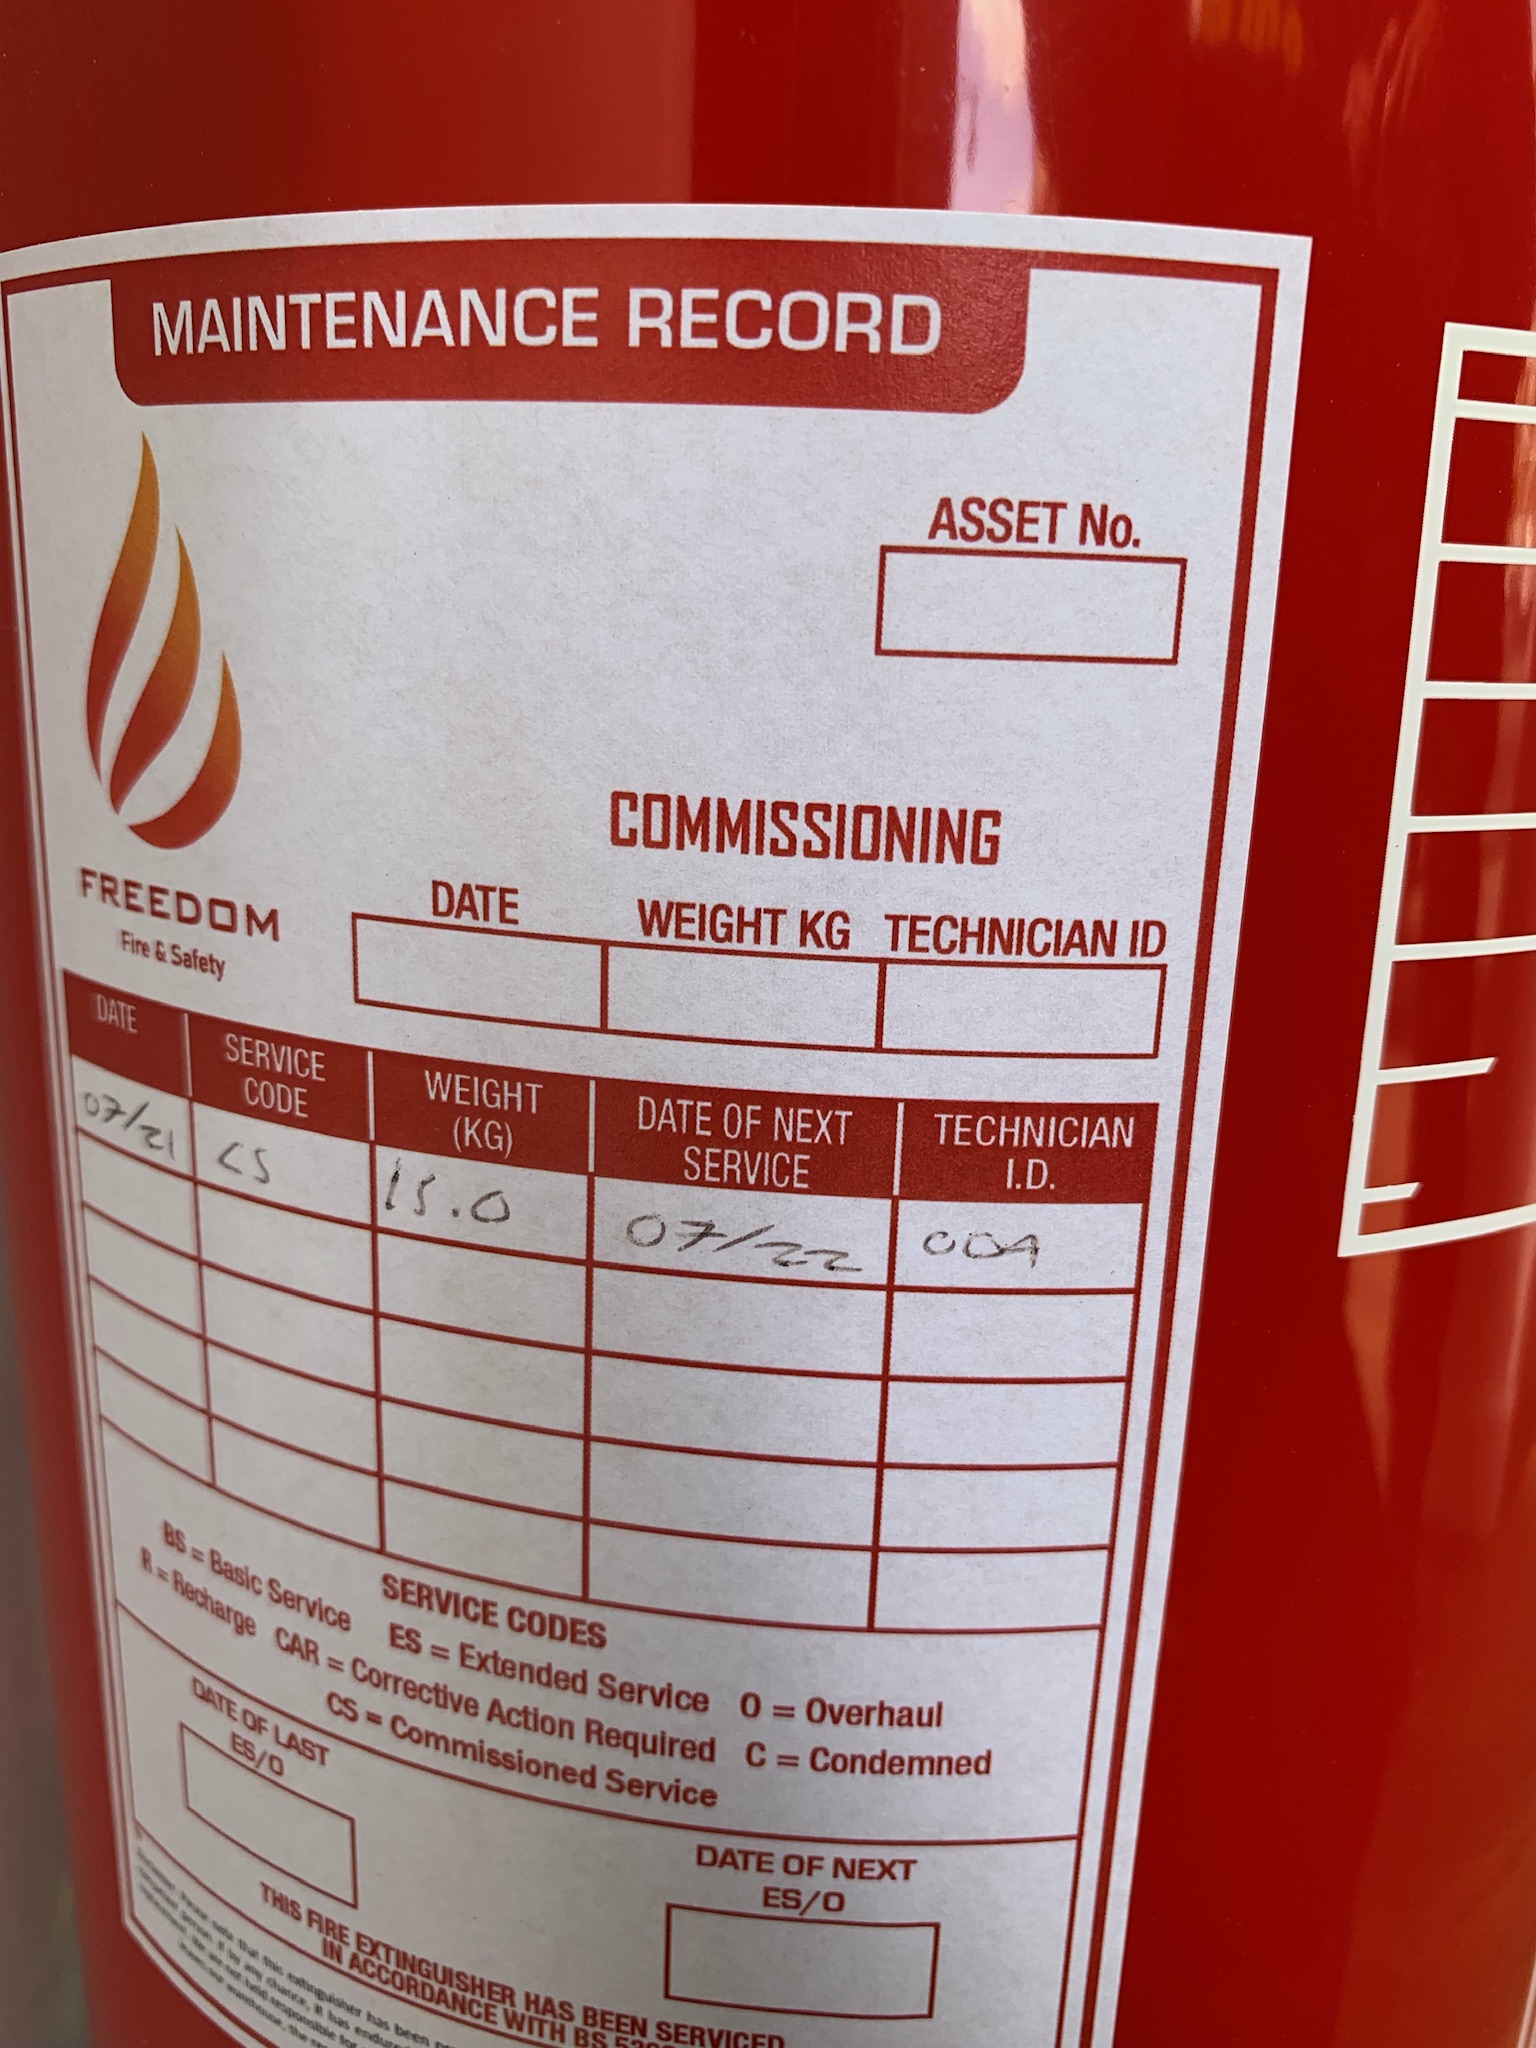 MAINTENANCE RECORD
ASSET No.
FREEDOM
Fire & Safety
COMMISSIONING
DATE WEIGHT KG TECHNICIAN ID
DATE SERVICE CODE WEIGHT (KG) DATE OF NEXT SERVICE TECHNICIAN I.D.
07/21 CS 15.0 07/22 004
SERVICE CODES
BS = Basic Service ES = Extended Service O = Overhaul
R = Recharge CAR = Corrective Action Required C = Condemned
CS = Commissioned Service
DATE OF LAST
ES/O
DATE OF NEXT
ES/O
THIS FIRE EXTINGUISHER HAS BEEN SERVICED
IN ACCORDANCE WITH BS